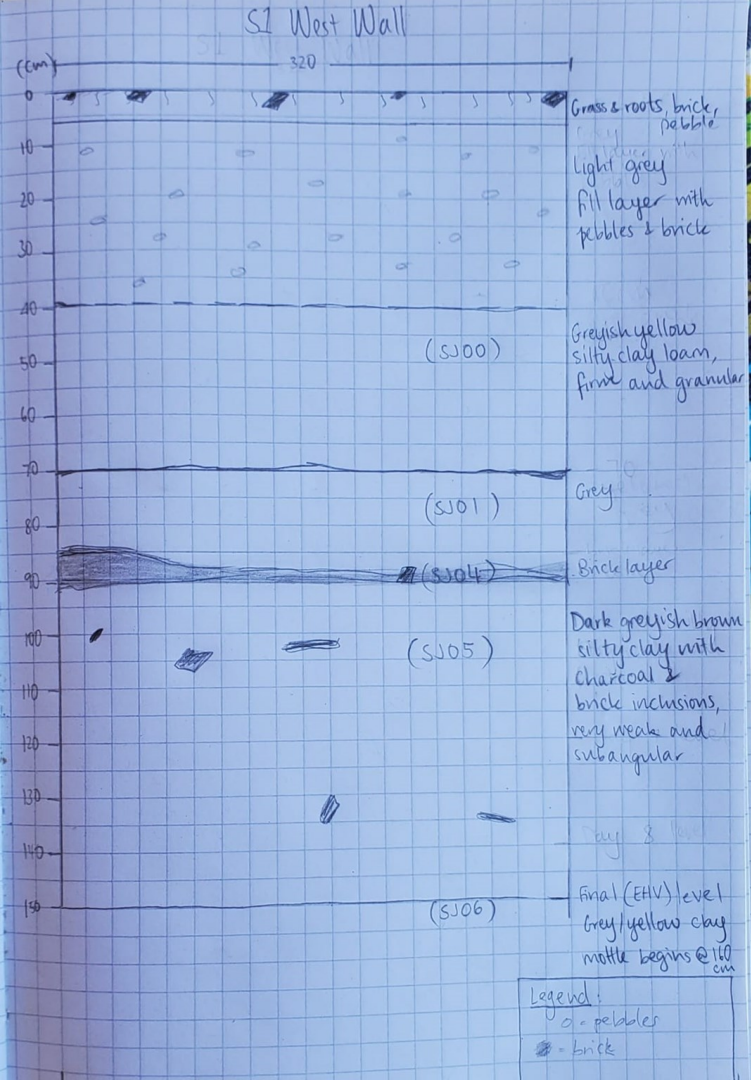 S1 West Wall
(cm)
320
0
Grass & roots, brick,
pebble
10
light grey
20
fill layer with
pebbles & brick
30
40
Greyish yellow
(SJ00)
silty clay loam,
50
firm and granular
60
70
Grey
(SJ01)
80
Brick layer
(SJ04)
90
Dark greyish brown
100
silty clay with
(SJ05)
charcoal &
110
brick inclusions,
very weak and
120
subangular
130
140
Final (EHV) level
150
(SJ06)
Grey/yellow clay
mottle begins @ 160
cm
Legend:
- pebbles
- brick